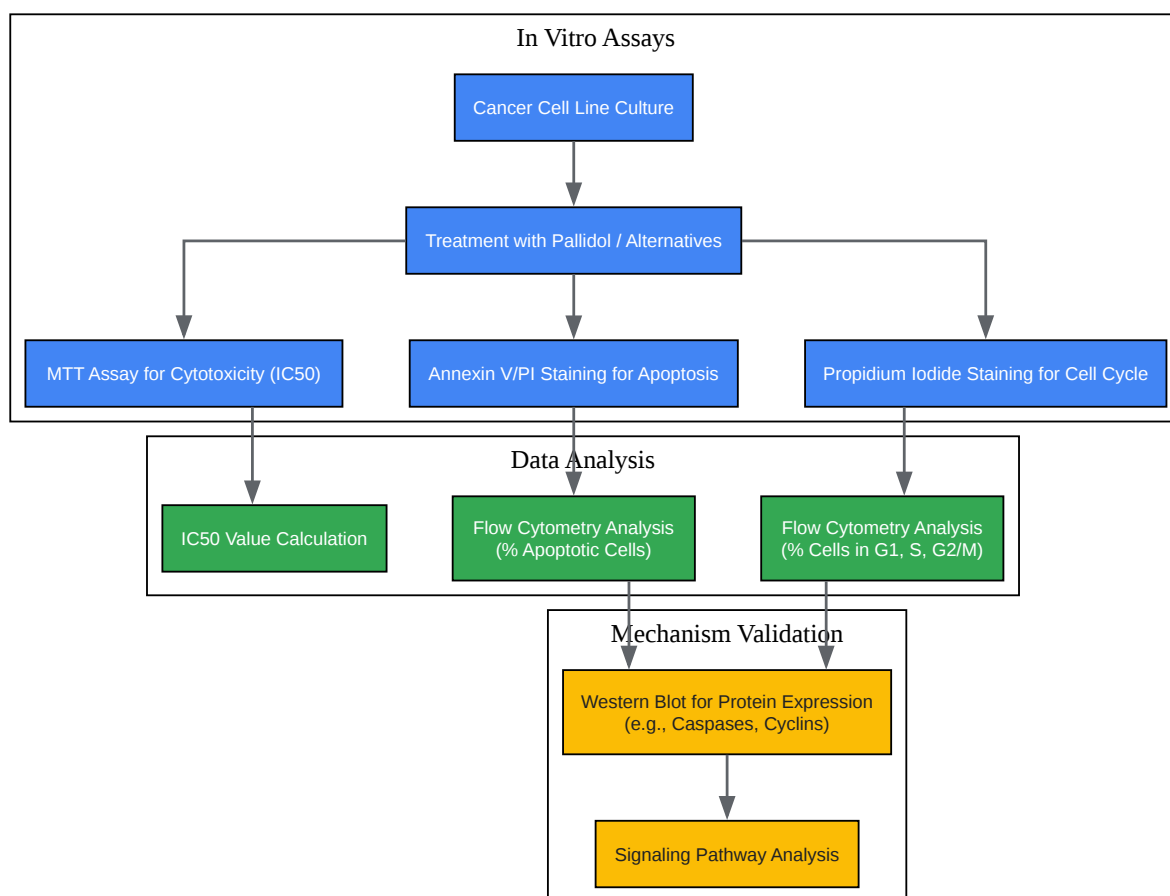 In Vitro Assays
Cancer Cell Line Culture
Treatment with Pallidol / Alternatives
MTT Assay for Cytotoxicity (IC50)
Annexin V/PI Staining for Apoptosis
Propidium Iodide Staining for Cell Cycle
Data Analysis
IC50 Value Calculation
Flow Cytometry Analysis
(% Apoptotic Cells)
Flow Cytometry Analysis
(% Cells in G1, S, G2/M)
Mechanism Validation
Western Blot for Protein Expression
(e.g., Caspases, Cyclins)
Signaling Pathway Analysis